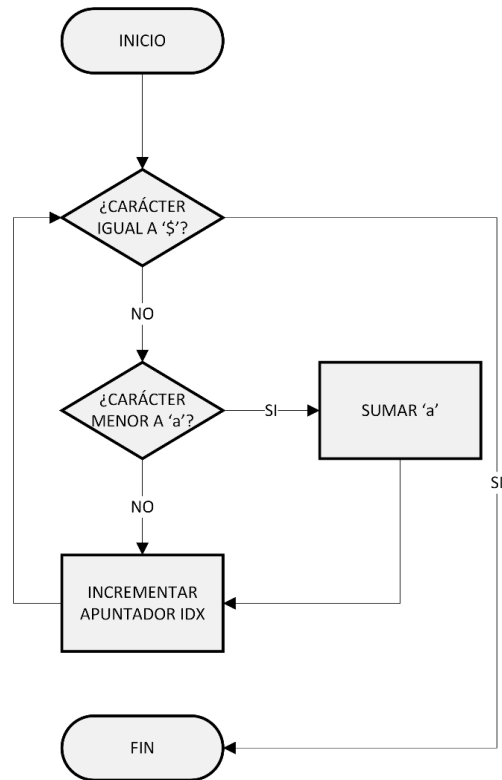 INICIO
¿CARÁCTER
IGUAL A ‘$’?
NO
¿CARÁCTER
MENOR A ‘a’?
SI
SUMAR ‘a’
SI
NO
INCREMENTAR
APUNTADOR IDX
FIN